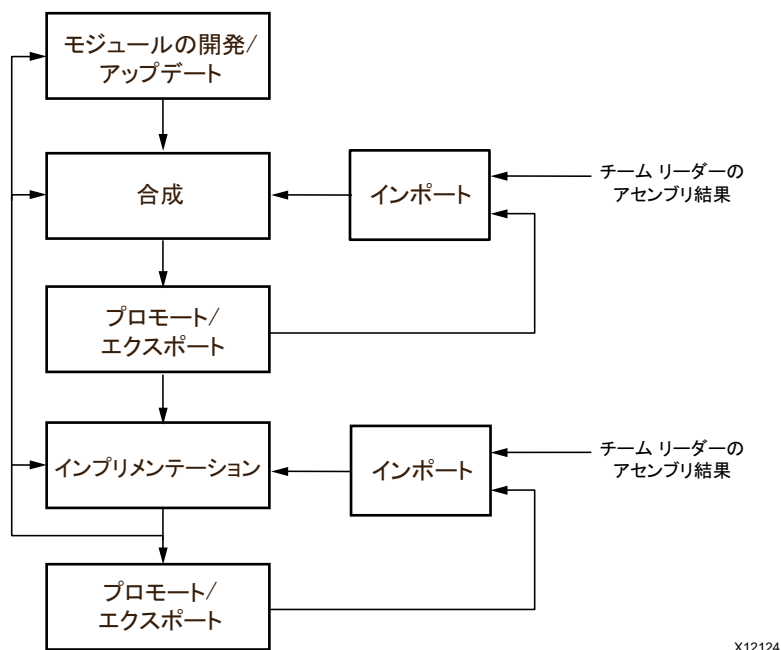 モジュールの開発/
アップデート
合成
インポート
チーム リーダーの
アセンブリ結果
プロモート/
エクスポート
インプリメンテーション
インポート
チーム リーダーの
アセンブリ結果
プロモート/
エクスポート
X12124